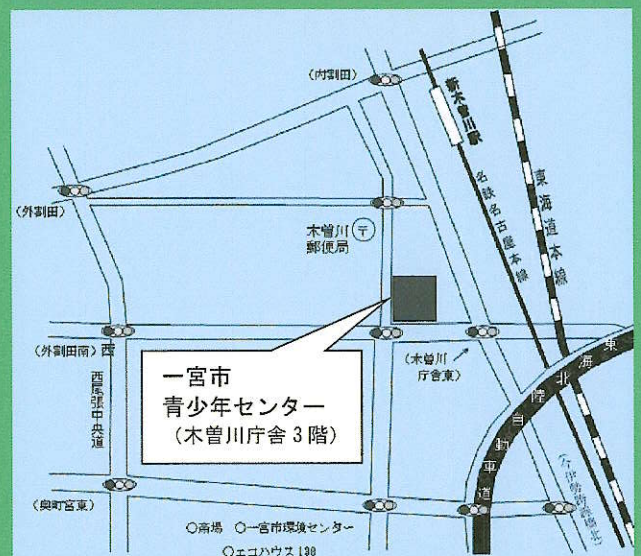 (内割田)
新木曽川駅
名鉄名古屋本線
東海道本線
(外割田)
木曽川
郵便局
〒
(外割田南)
西尾張中央道
(木曽川
庁舎東)
一宮市
青少年センター
(木曽川庁舎3階)
東海北陸自動車道
(奥町宮東)
○斎場 ○一宮市環境センター
○エコハウス138